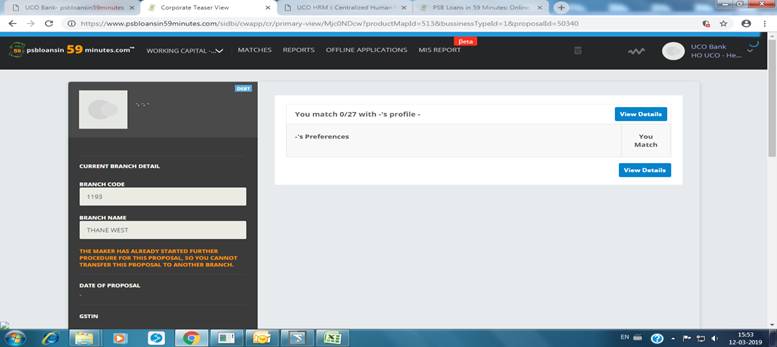 UCO Bank- psbloansin59minutes
Corporate Teaser View
UCO HRM :: Centralized Human
PSB Loans in 59 Minutes: Online
https://www.psbloansin59minutes.com/sidbi/cwapp/cr/primary-view/Mjc0NDcw?productMapId=513&bussinessTypeId=1&proposalId=50340
psbloansin 59 minutes.com™
WORKING CAPITAL -...
MATCHES
REPORTS
OFFLINE APPLICATIONS
MIS REPORT
Beta
UCO Bank
HO UCO - He...
DEBT
-, -, -
You match 0/27 with -'s profile -
View Details
-'s Preferences
You
Match
View Details
CURRENT BRANCH DETAIL
BRANCH CODE
1193
BRANCH NAME
THANE WEST
THE MAKER HAS ALREADY STARTED FURTHER
PROCEDURE FOR THIS PROPOSAL, SO YOU CANNOT
TRANSFER THIS PROPOSAL TO ANOTHER BRANCH.
DATE OF PROPOSAL
-
GSTIN
EN
15:53
12-03-2019